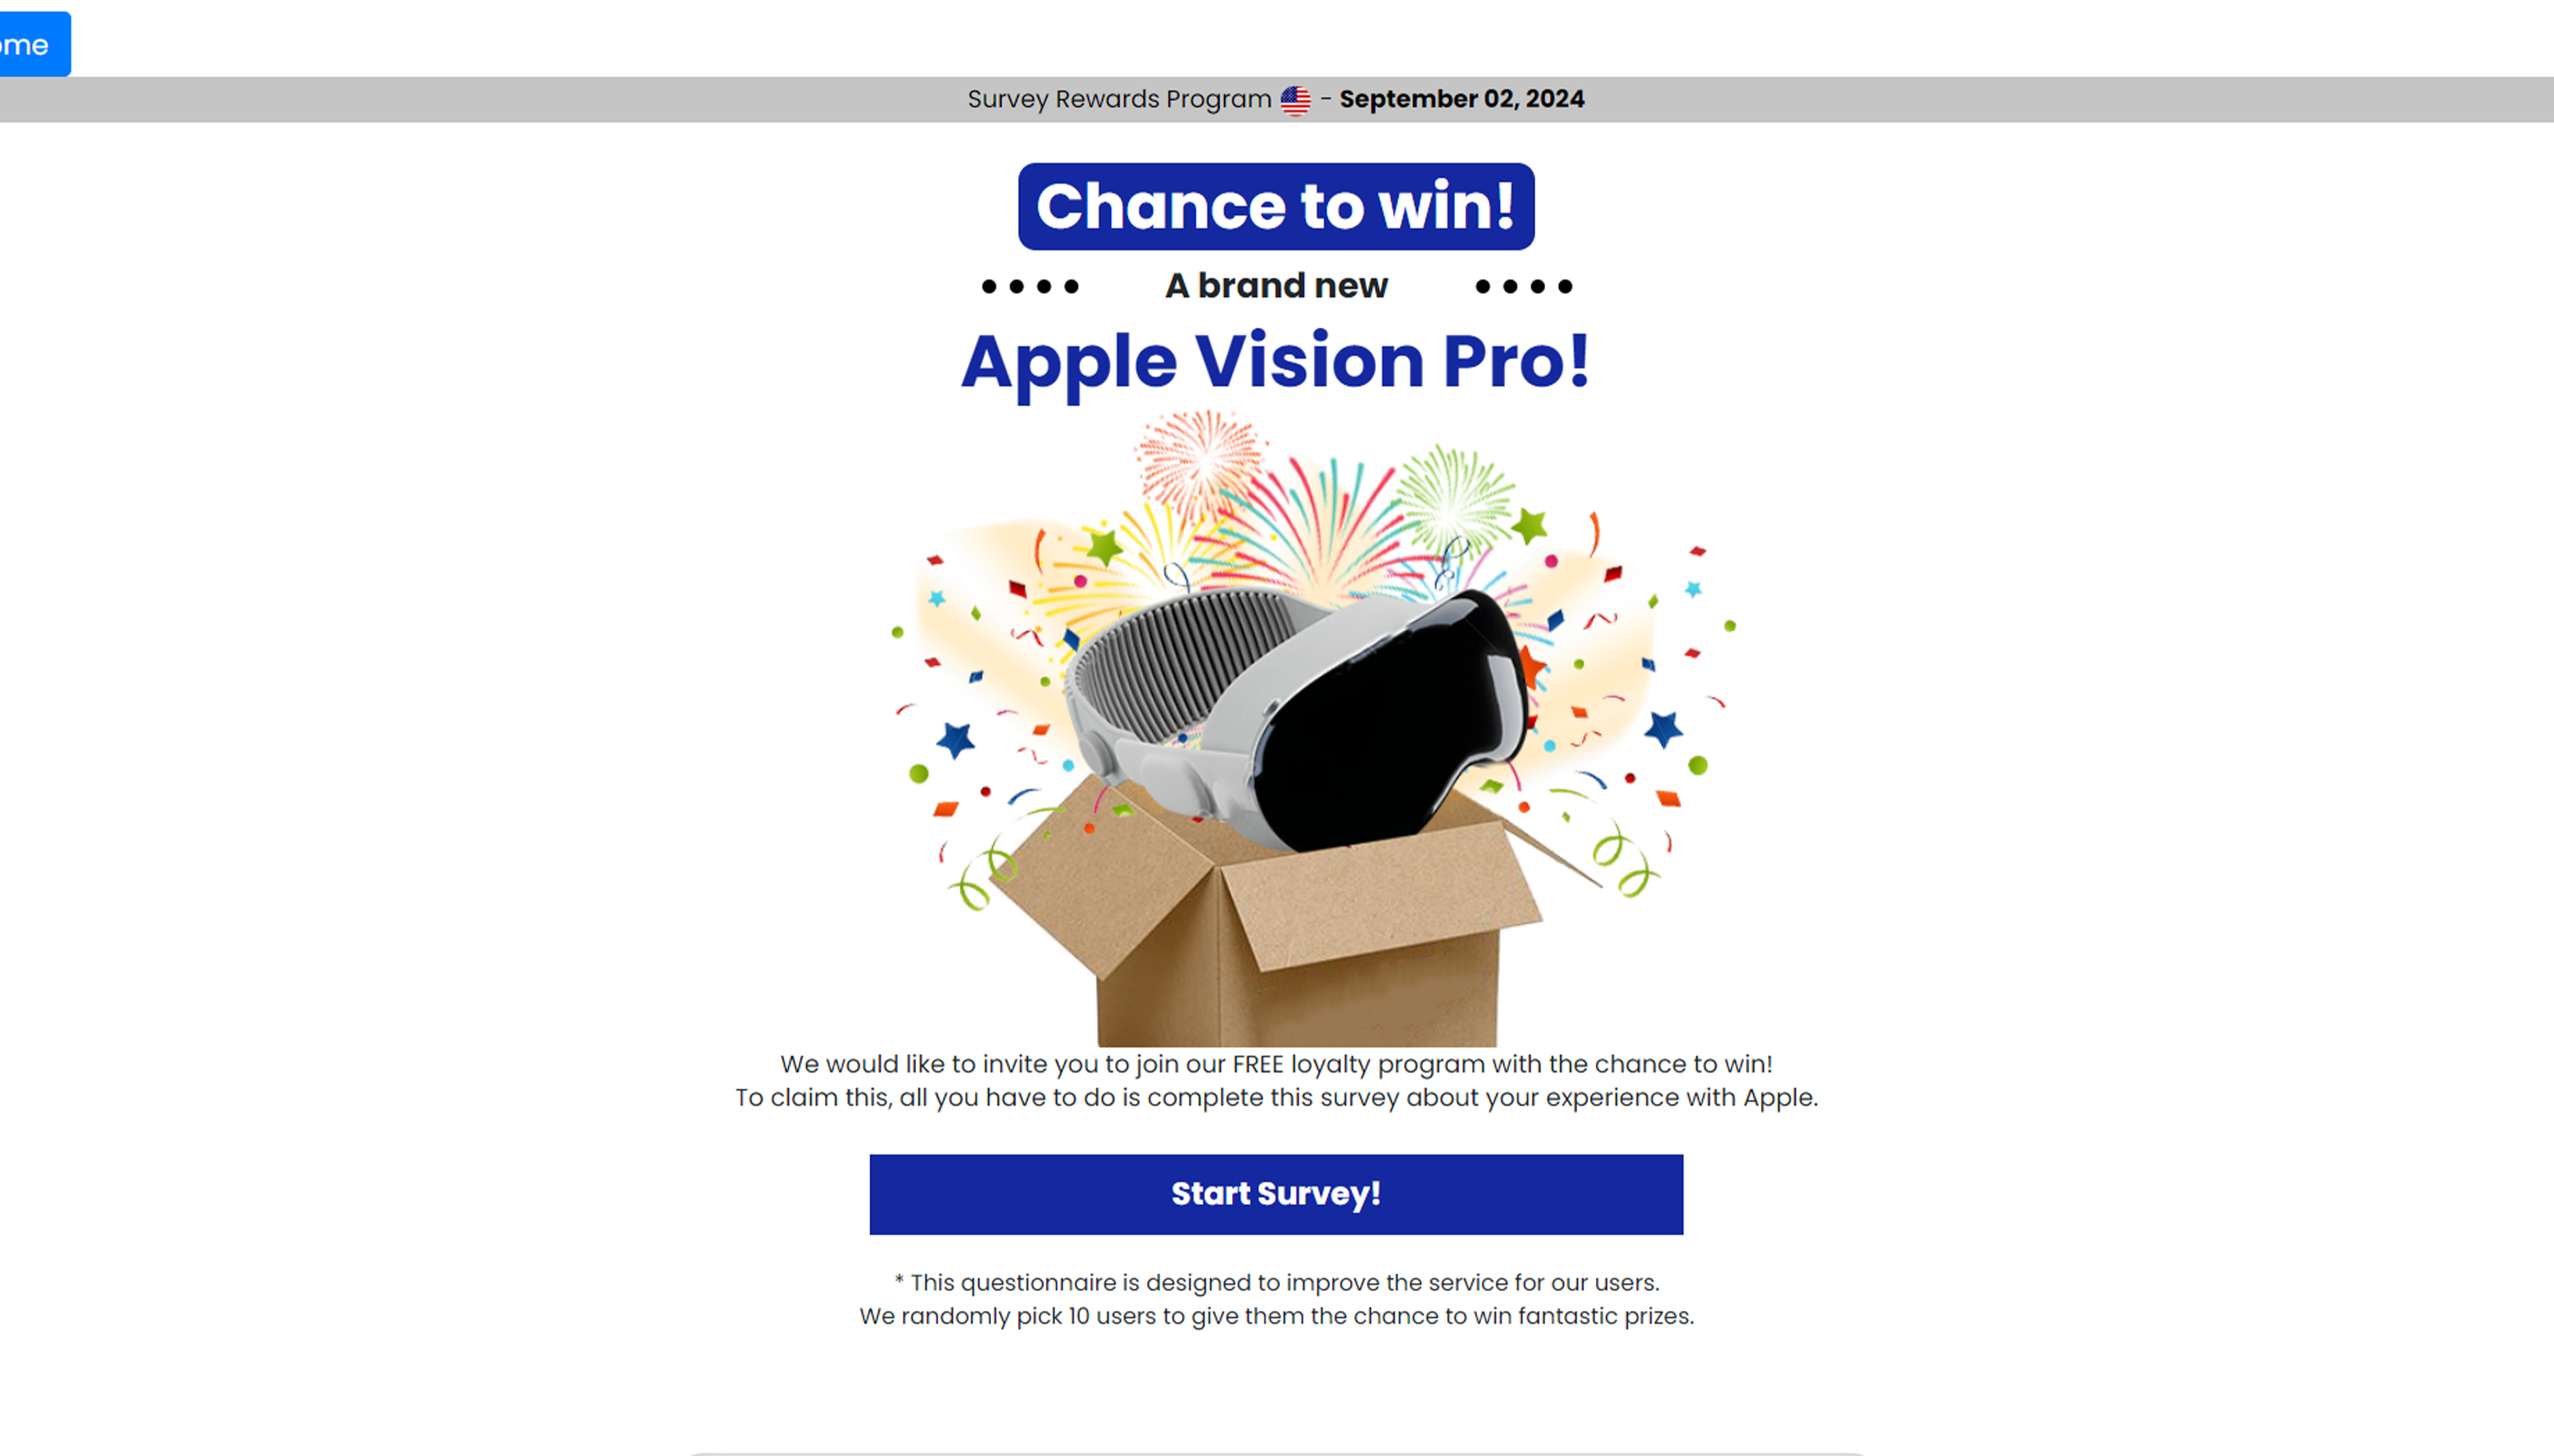 ome
Survey Rewards Program - September 02, 2024
Chance to win!
A brand new
Apple Vision Pro!
We would like to invite you to join our FREE loyalty program with the chance to win!
To claim this, all you have to do is complete this survey about your experience with Apple.
Start Survey!
* This questionnaire is designed to improve the service for our users.
We randomly pick 10 users to give them the chance to win fantastic prizes.